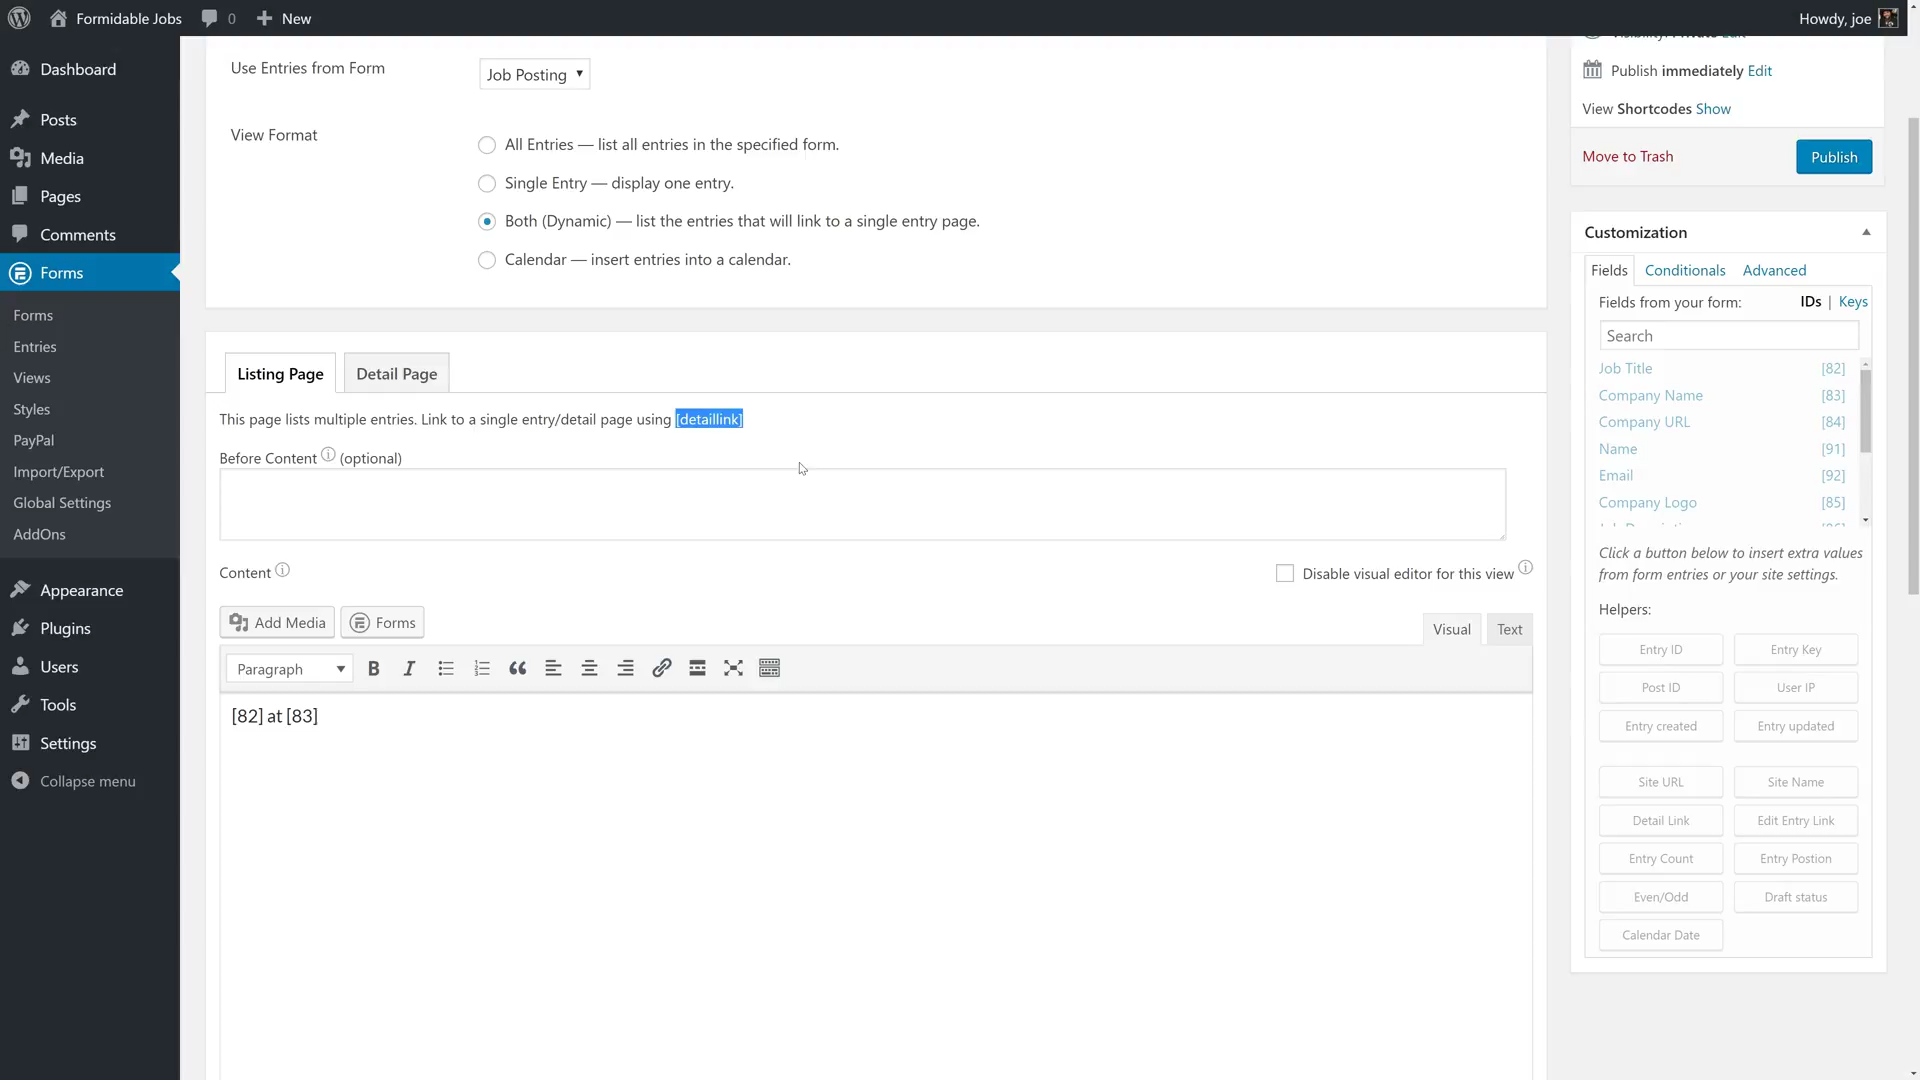 Formidable Jobs
0
New
Howdy, joe
Dashboard
Posts
Media
Pages
Comments
Forms
Forms
Entries
Views
Styles
PayPal
Import/Export
Global Settings
AddOns
Appearance
Plugins
Users
Tools
Settings
Collapse menu
Use Entries from Form
Job Posting
View Format
All Entries — list all entries in the specified form.
Single Entry — display one entry.
Both (Dynamic) — list the entries that will link to a single entry page.
Calendar — insert entries into a calendar.
Listing Page
Detail Page
This page lists multiple entries. Link to a single entry/detail page using [detaillink]
Before Content (optional)
Content
Disable visual editor for this view
Add Media
Forms
Visual
Text
Paragraph
[82] at [83]
Publish immediately Edit
View Shortcodes Show
Move to Trash
Publish
Customization
Fields
Conditionals
Advanced
Fields from your form:
IDs | Keys
Search
Job Title [82]
Company Name [83]
Company URL [84]
Name [91]
Email [92]
Company Logo [85]
Click a button below to insert extra values
from form entries or your site settings.
Helpers:
Entry ID
Entry Key
Post ID
User IP
Entry created
Entry updated
Site URL
Site Name
Detail Link
Edit Entry Link
Entry Count
Entry Postion
Even/Odd
Draft status
Calendar Date